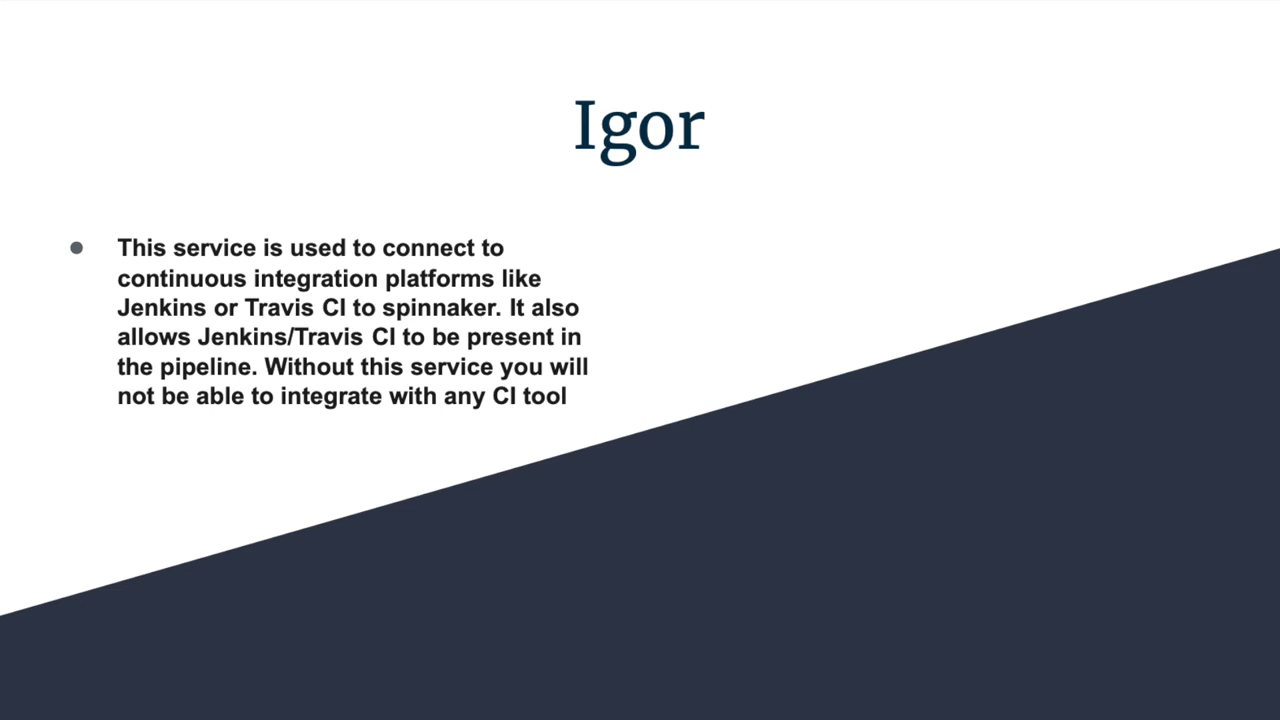 Igor
● This service is used to connect to
continuous integration platforms like
Jenkins or Travis CI to spinnaker. It also
allows Jenkins/Travis CI to be present in
the pipeline. Without this service you will
not be able to integrate with any CI tool